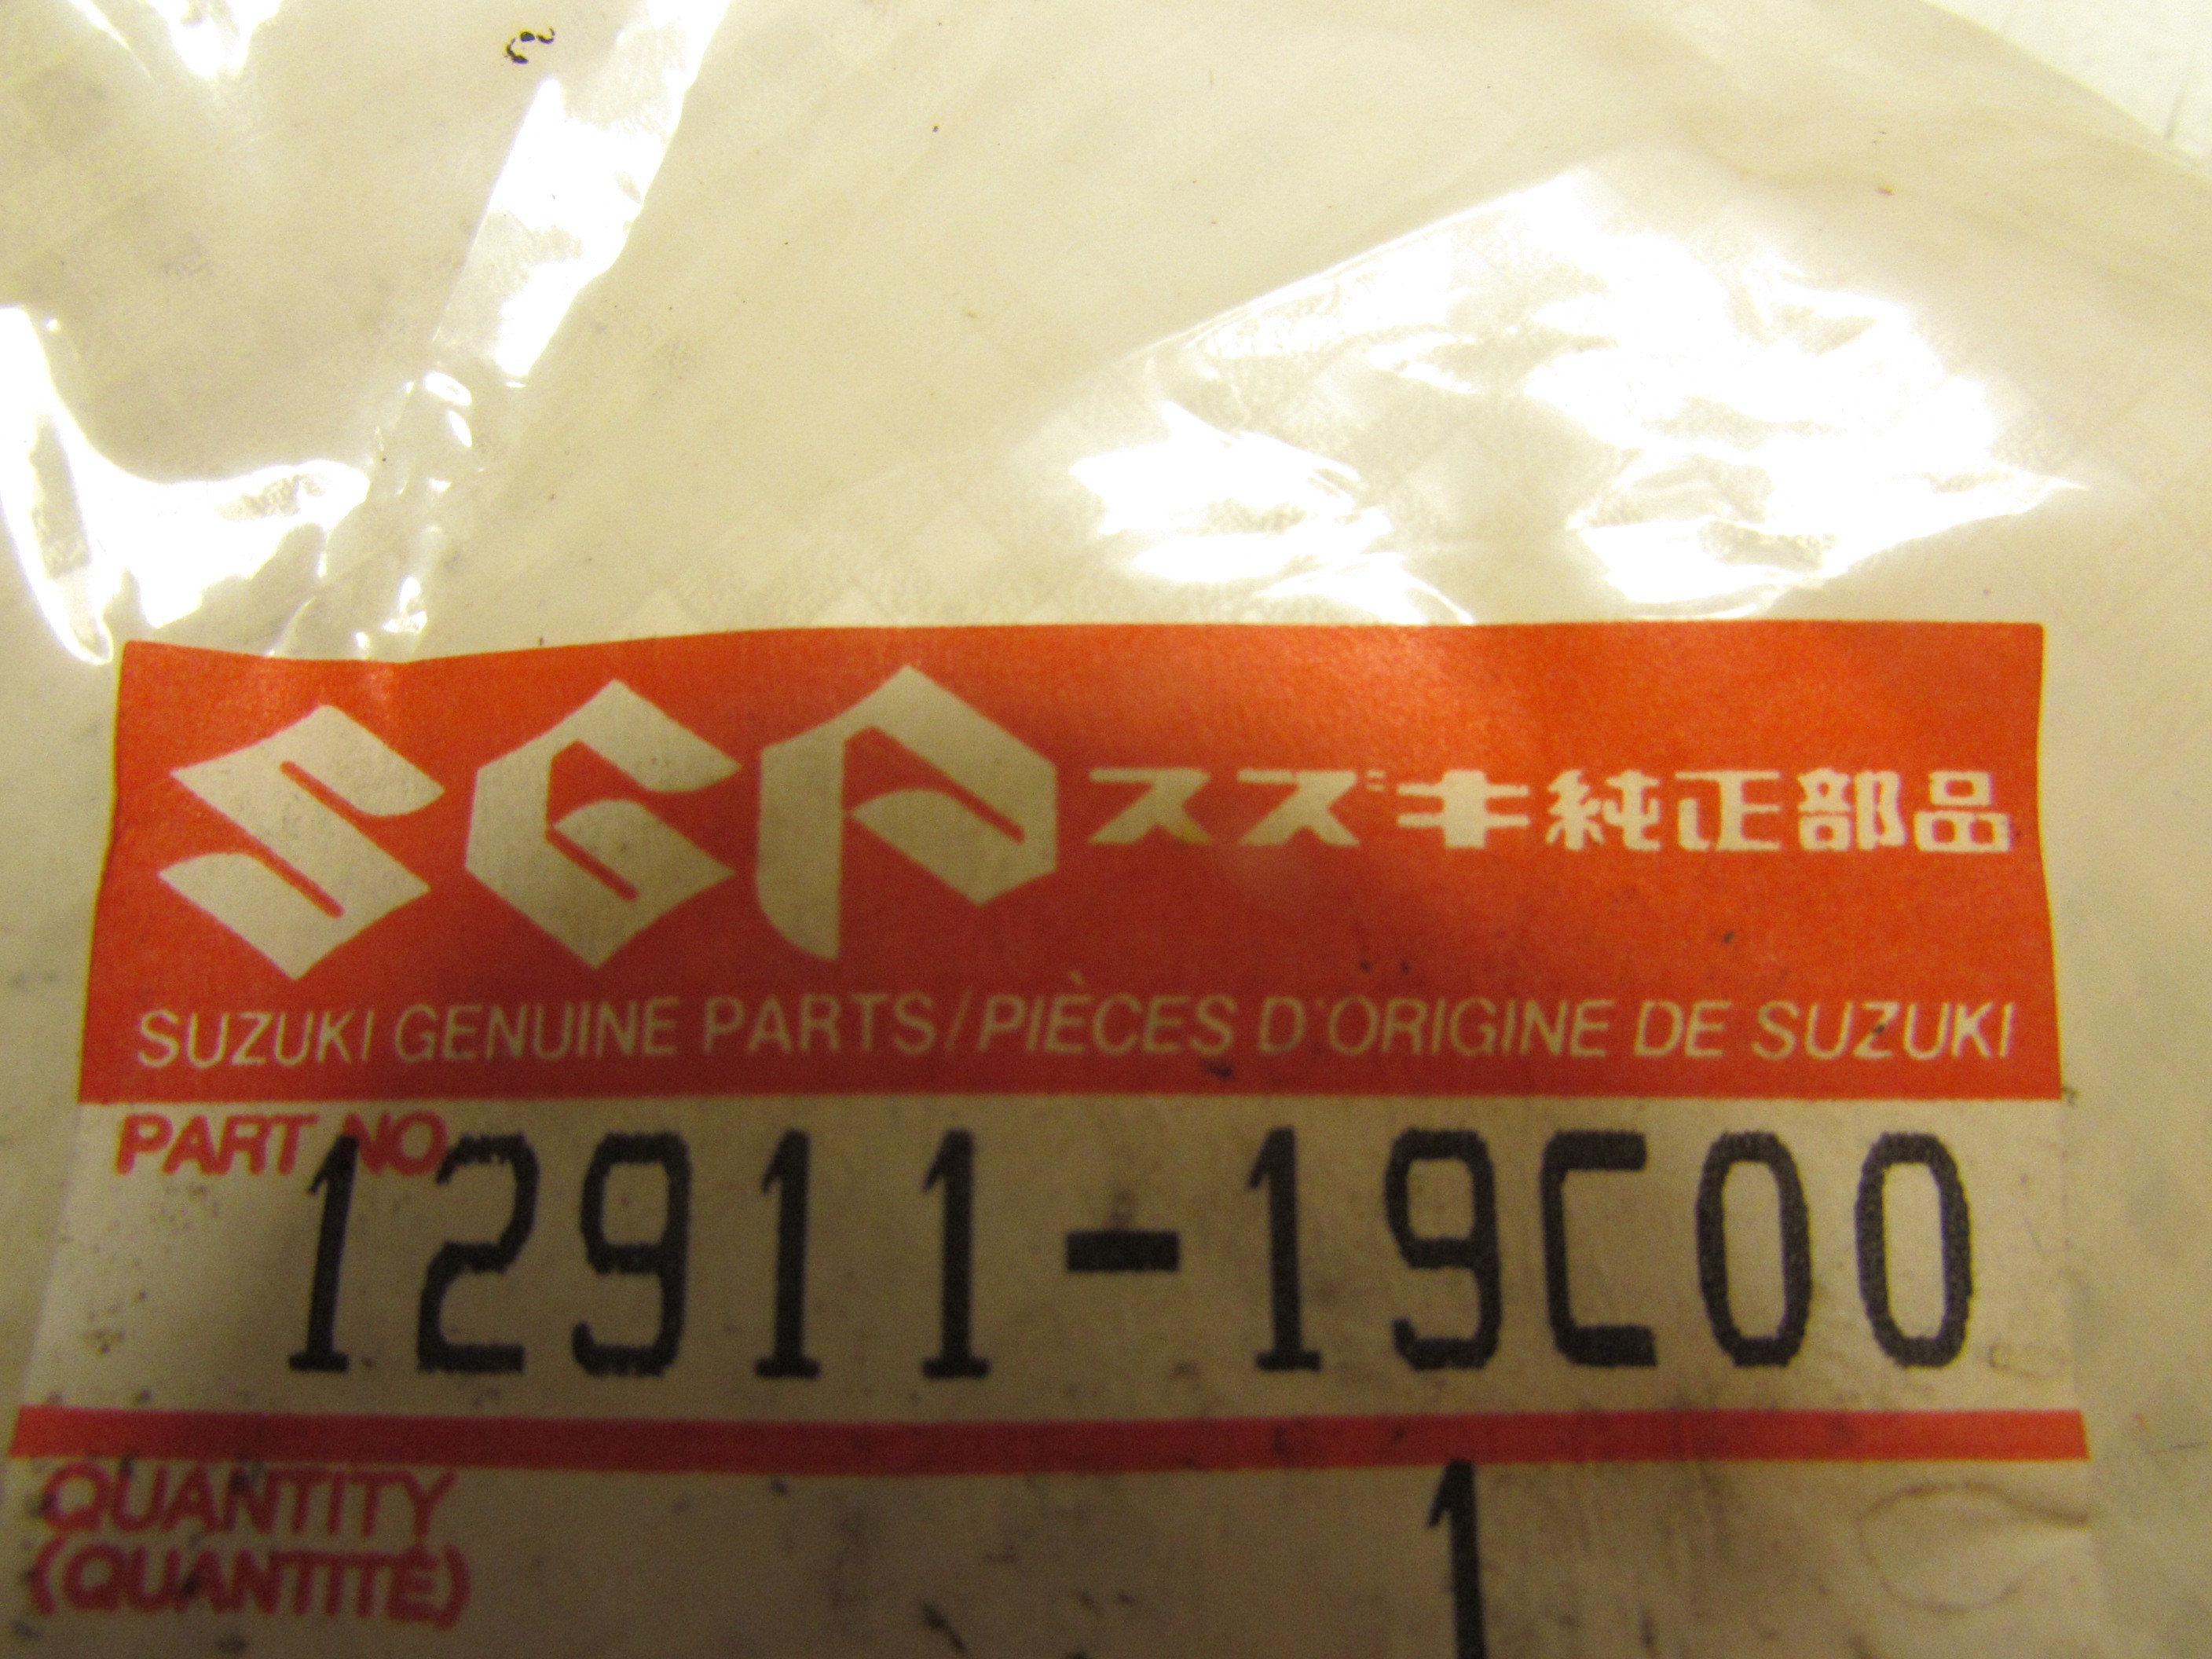 SGP スズキ純正部品
SUZUKI GENUINE PARTS/PIÈCES D'ORIGINE DE SUZUKI
PART NO.
12911-19C00
QUANTITY
(QUANTITÉ)
1